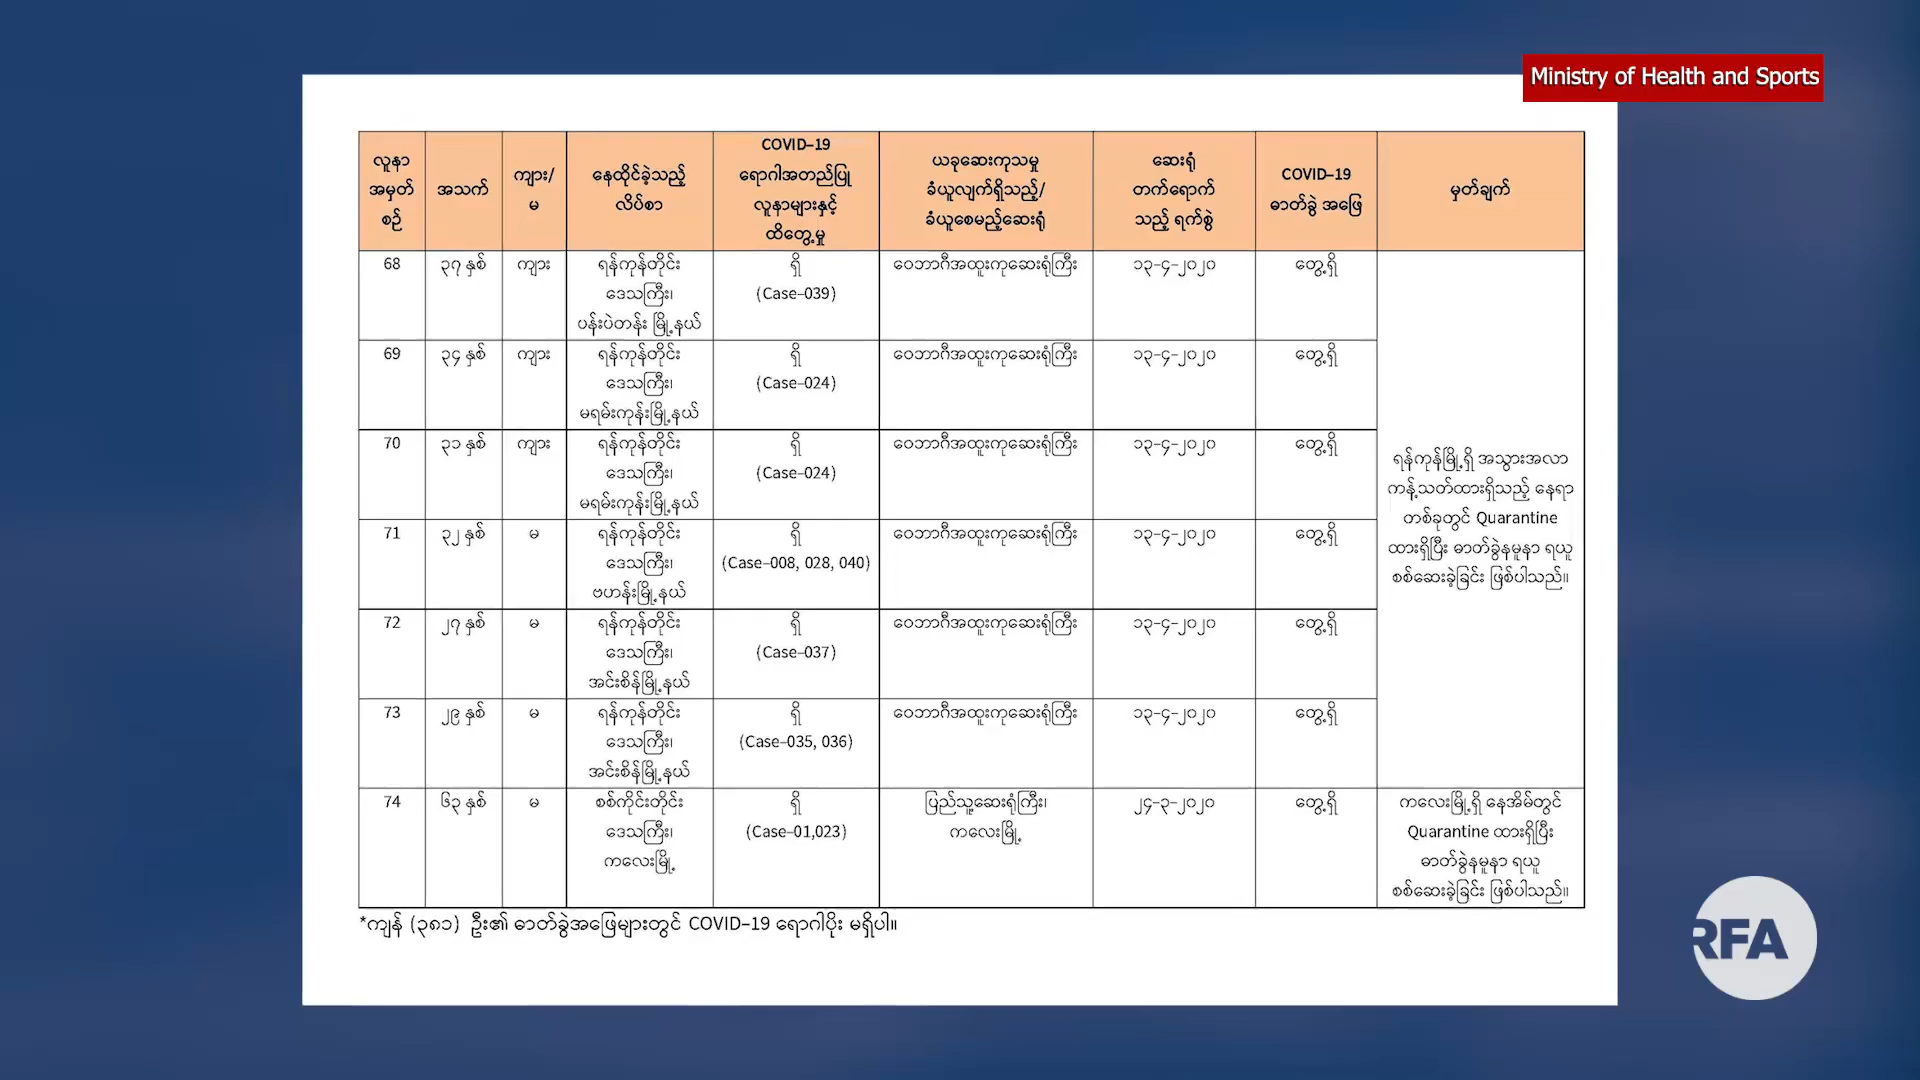 Ministry of Health and Sports
လူနာ
အမှတ်
စဉ်
အသက်
ကျား/
မ
နေထိုင်ခဲ့သည့်
လိပ်စာ
COVID–19
ရောဂါအတည်ပြု
လူနာများနှင့်
ထိတွေ့မှု
ယခုဆေးကုသမှု
ခံယူလျက်ရှိသည့်/
ခံယူစေမည့်ဆေးရုံ
ဆေးရုံ
တက်ရောက်
သည့် ရက်စွဲ
COVID–19
ဓာတ်ခွဲ အဖြေ
မှတ်ချက်
68
၃၇ နှစ်
ကျား
ရန်ကုန်တိုင်း
ဒေသကြီး၊
ပန်းပဲတန်း မြို့နယ်
ရှိ
(Case–039)
ဝေဘာဂီအထူးကုဆေးရုံကြီး
၁၃-၄-၂၀၂၀
တွေ့ရှိ
69
၃၄ နှစ်
ကျား
ရန်ကုန်တိုင်း
ဒေသကြီး၊
မရမ်းကုန်းမြို့နယ်
ရှိ
(Case–024)
ဝေဘာဂီအထူးကုဆေးရုံကြီး
၁၃-၄-၂၀၂၀
တွေ့ရှိ
70
၃၁ နှစ်
ကျား
ရန်ကုန်တိုင်း
ဒေသကြီး၊
မရမ်းကုန်းမြို့နယ်
ရှိ
(Case–024)
ဝေဘာဂီအထူးကုဆေးရုံကြီး
၁၃-၄-၂၀၂၀
တွေ့ရှိ
71
၃၂ နှစ်
မ
ရန်ကုန်တိုင်း
ဒေသကြီး၊
ဗဟန်းမြို့နယ်
ရှိ
(Case–008, 028, 040)
ဝေဘာဂီအထူးကုဆေးရုံကြီး
၁၃-၄-၂၀၂၀
တွေ့ရှိ
72
၂၇ နှစ်
မ
ရန်ကုန်တိုင်း
ဒေသကြီး၊
အင်းစိန်မြို့နယ်
ရှိ
(Case–037)
ဝေဘာဂီအထူးကုဆေးရုံကြီး
၁၃-၄-၂၀၂၀
တွေ့ရှိ
73
၂၉ နှစ်
မ
ရန်ကုန်တိုင်း
ဒေသကြီး၊
အင်းစိန်မြို့နယ်
ရှိ
(Case–035, 036)
ဝေဘာဂီအထူးကုဆေးရုံကြီး
၁၃-၄-၂၀၂၀
တွေ့ရှိ
ရန်ကုန်မြို့ရှိ အသွားအလာ
ကန့်သတ်ထားရှိသည့် နေရာ
တစ်ခုတွင် Quarantine
ထားရှိပြီး ဓာတ်ခွဲနမူနာ ရယူ
စစ်ဆေးခဲ့ခြင်း ဖြစ်ပါသည်။
74
၆၃ နှစ်
မ
စစ်ကိုင်းတိုင်း
ဒေသကြီး၊
ကလေးမြို့
ရှိ
(Case–01,023)
ပြည်သူ့ဆေးရုံကြီး၊
ကလေးမြို့
၂၄-၃-၂၀၂၀
တွေ့ရှိ
ကလေးမြို့ရှိ နေအိမ်တွင်
Quarantine ထားရှိပြီး
ဓာတ်ခွဲနမူနာ ရယူ
စစ်ဆေးခဲ့ခြင်း ဖြစ်ပါသည်။
*ကျန် (၃၈၁) ဦး၏ ဓာတ်ခွဲအဖြေများတွင် COVID–19 ရောဂါပိုး မရှိပါ။
RFA